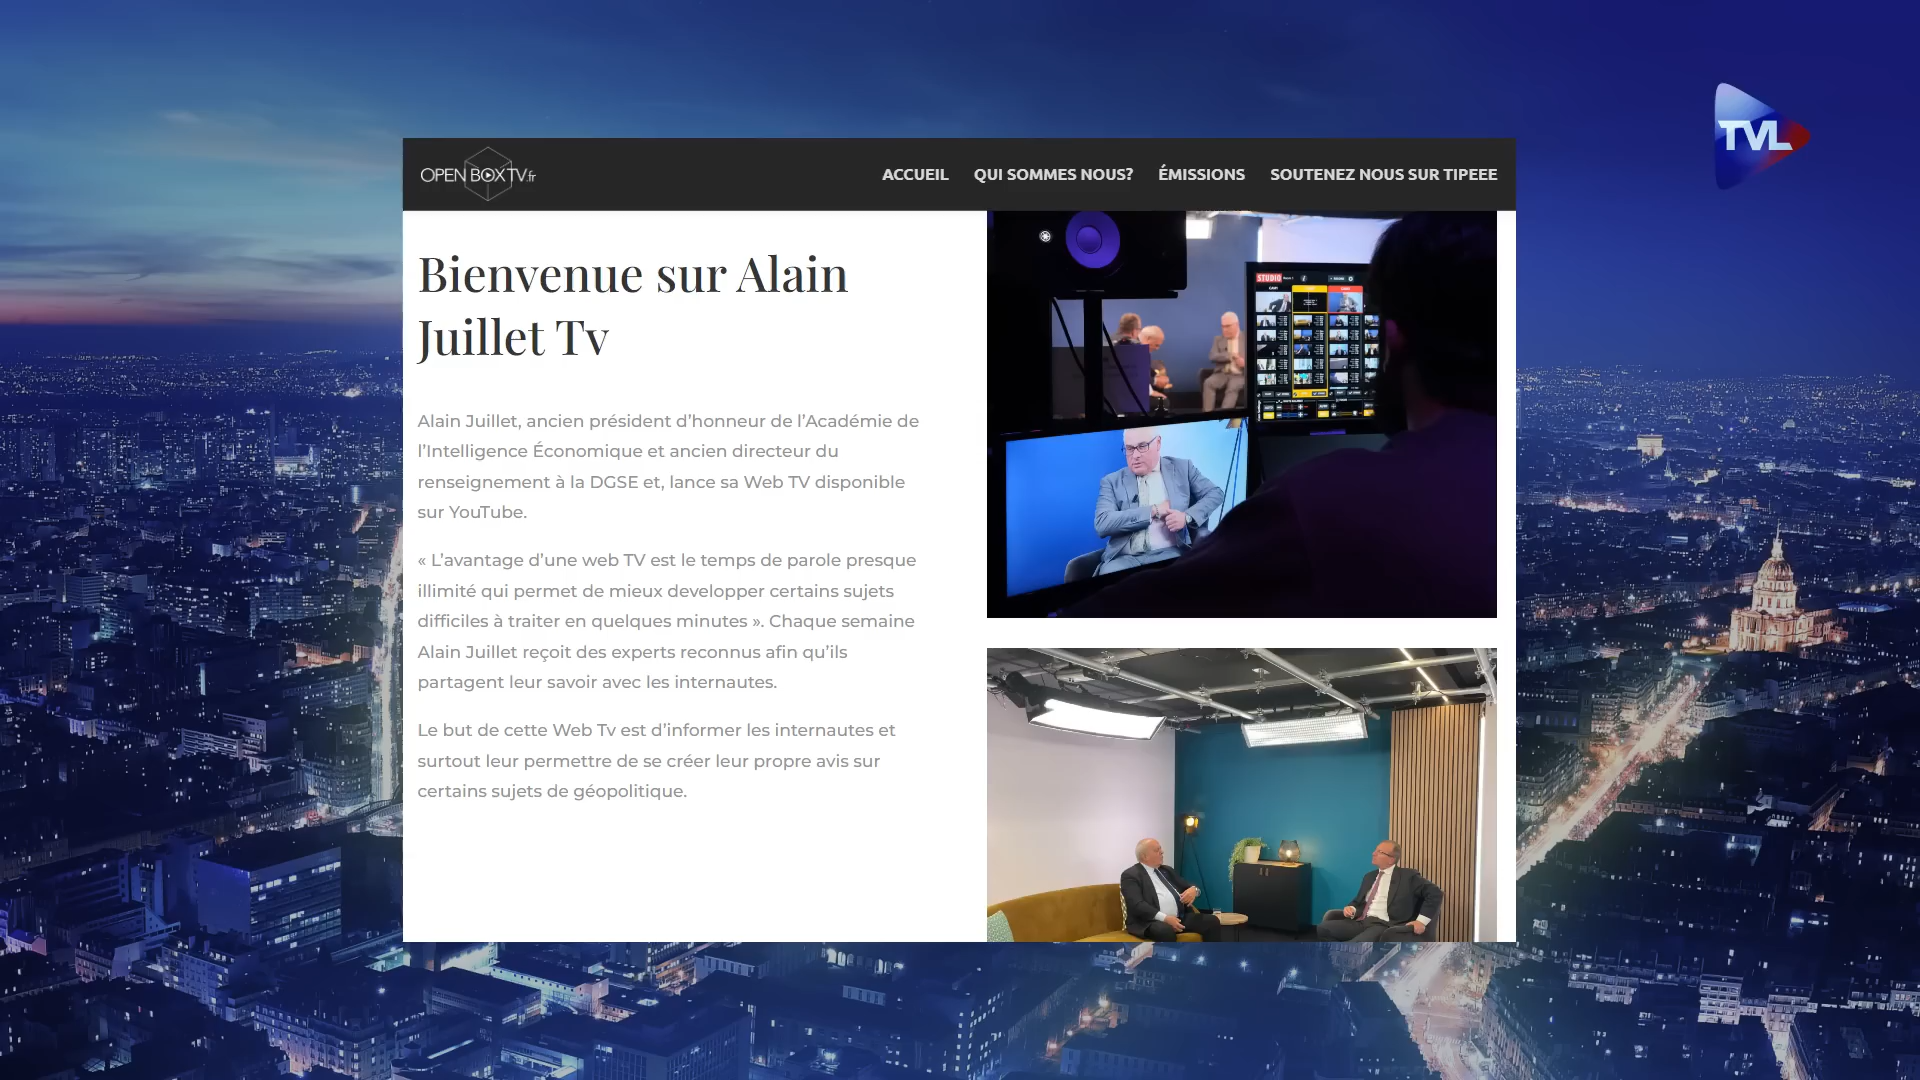 TVL
OPEN BOXTV.fr
ACCUEIL QUI SOMMES NOUS? ÉMISSIONS SOUTENEZ NOUS SUR TIPEEE
Bienvenue sur Alain
Juillet Tv
Alain Juillet, ancien président d’honneur de l’Académie de
l’Intelligence Économique et ancien directeur du
renseignement à la DGSE et, lance sa Web TV disponible
sur YouTube.
« L’avantage d’une web TV est le temps de parole presque
illimité qui permet de mieux developper certains sujets
difficiles à traiter en quelques minutes ». Chaque semaine
Alain Juillet reçoit des experts reconnus afin qu’ils
partagent leur savoir avec les internautes.
Le but de cette Web Tv est d’informer les internautes et
surtout leur permettre de se créer leur propre avis sur
certains sujets de géopolitique.
STUDIO